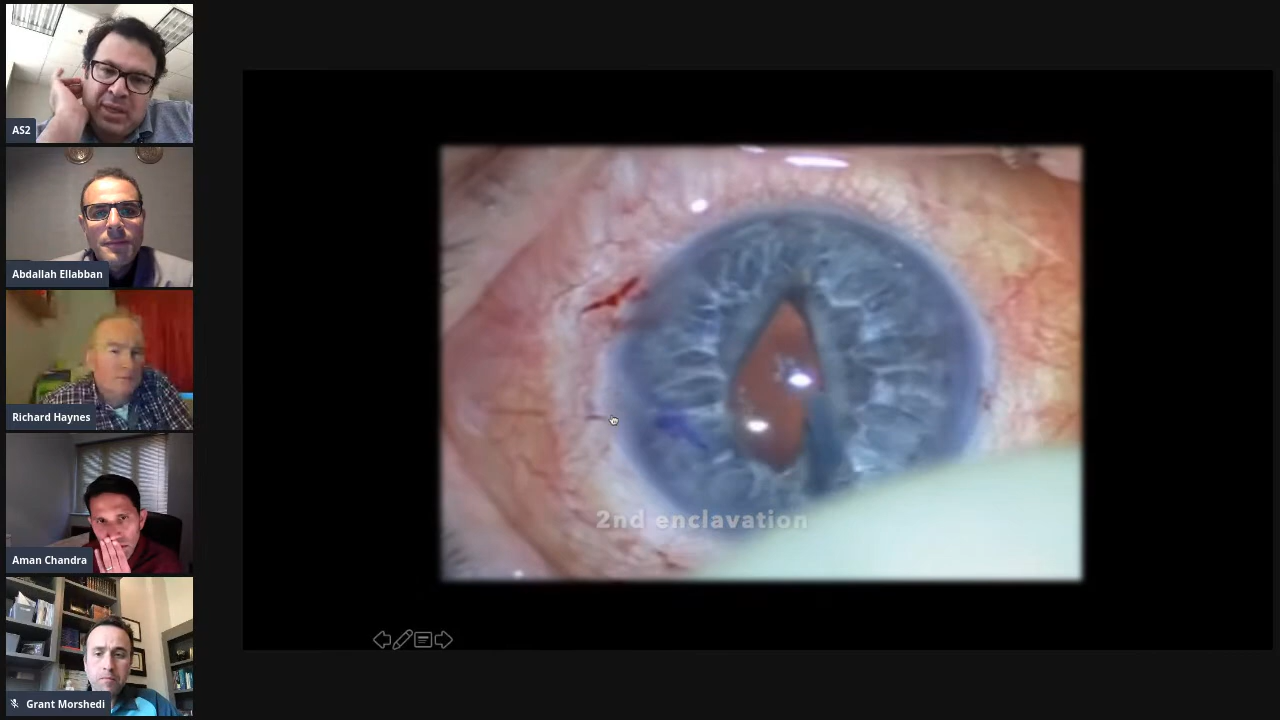 AS2
Abdallah Ellabban
Richard Haynes
Aman Chandra
Grant Morshedi
2nd enclavation